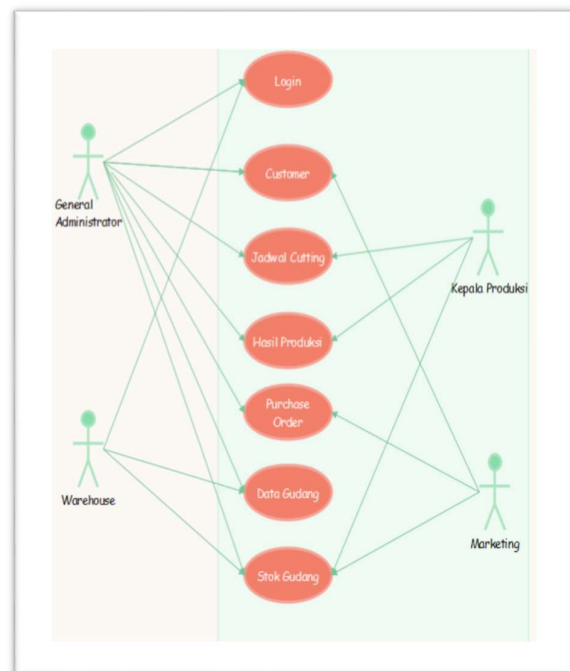 Login
Customer
General
Administrator
Jadwal Cutting
Kepala Produksi
Hasil Produksi
Purchase
Order
Data Gudang
Warehouse
Marketing
Stok Gudang